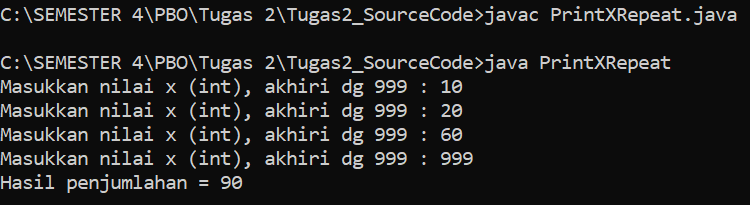 C:\SEMESTER 4\PBO\Tugas 2\Tugas2_SourceCode>javac PrintXRepeat.java
C:\SEMESTER 4\PBO\Tugas 2\Tugas2_SourceCode>java PrintXRepeat
Masukkan nilai x (int), akhiri dg 999 : 10
Masukkan nilai x (int), akhiri dg 999 : 20
Masukkan nilai x (int), akhiri dg 999 : 60
Masukkan nilai x (int), akhiri dg 999 : 999
Hasil penjumlahan = 90